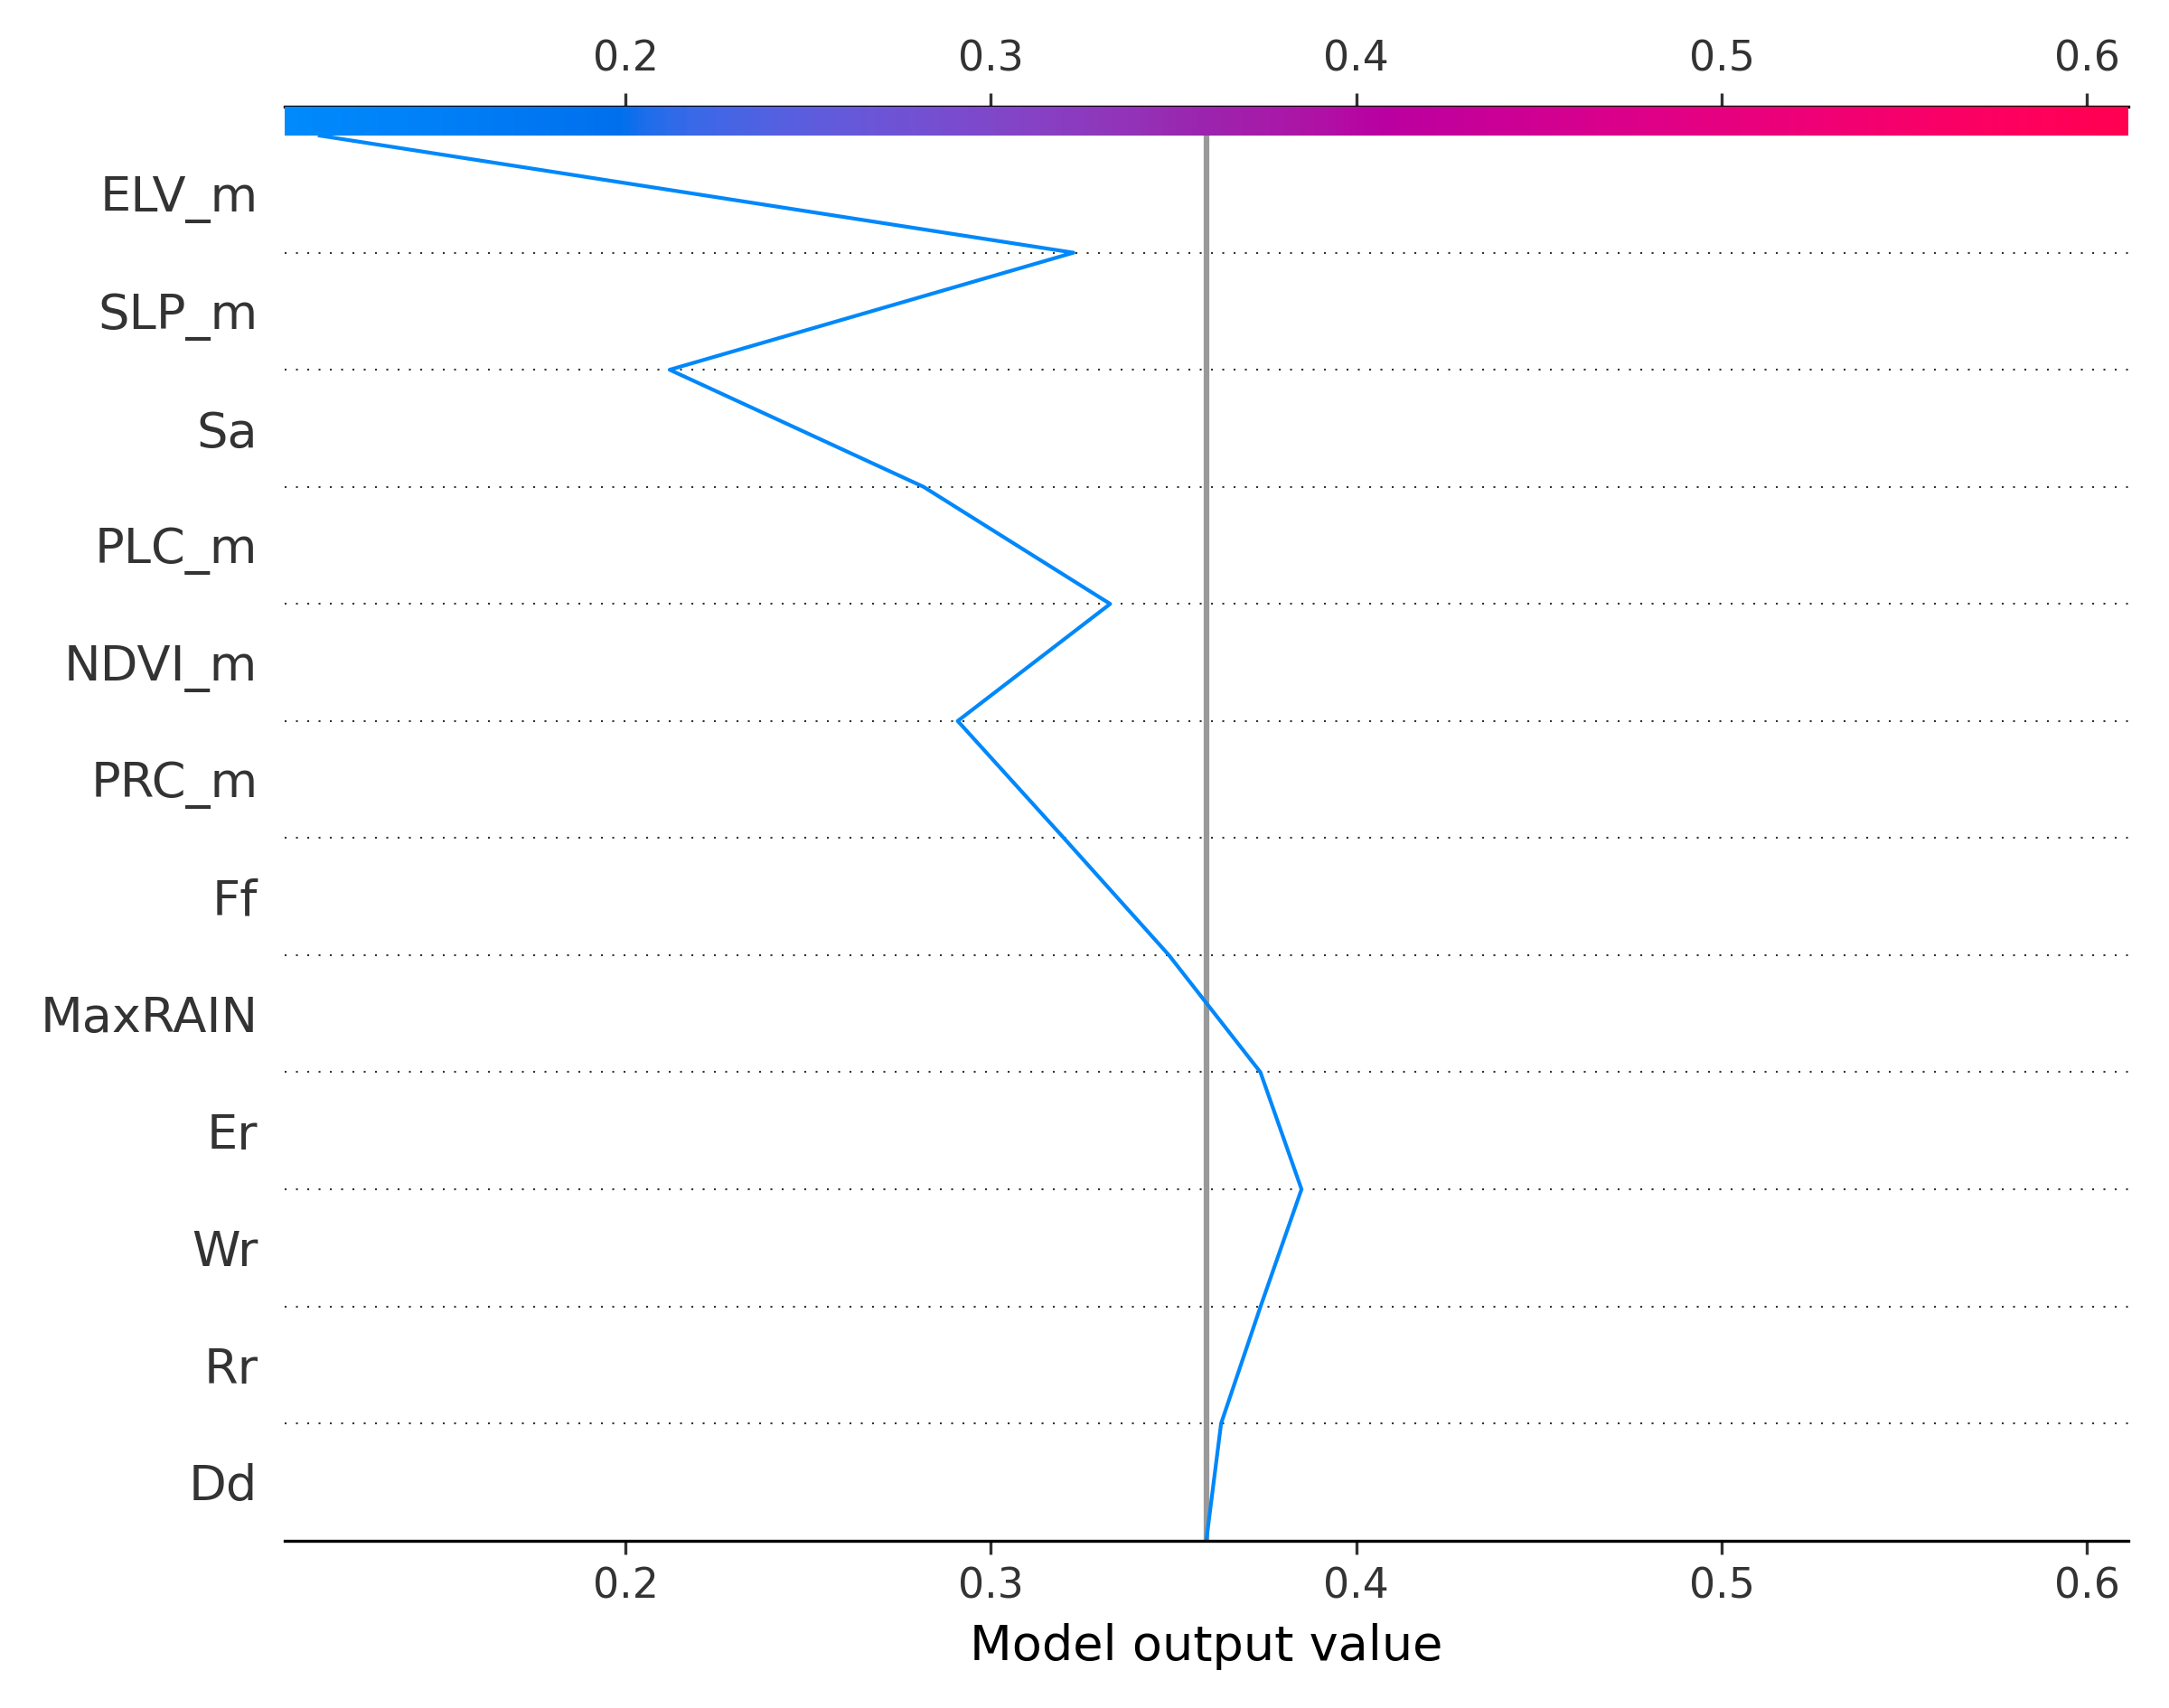 0.2 0.3 0.4 0.5 0.6
ELV_m
SLP_m
Sa
PLC_m
NDVI_m
PRC_m
Ff
MaxRAIN
Er
Wr
Rr
Dd
0.2 0.3 0.4 0.5 0.6
Model output value